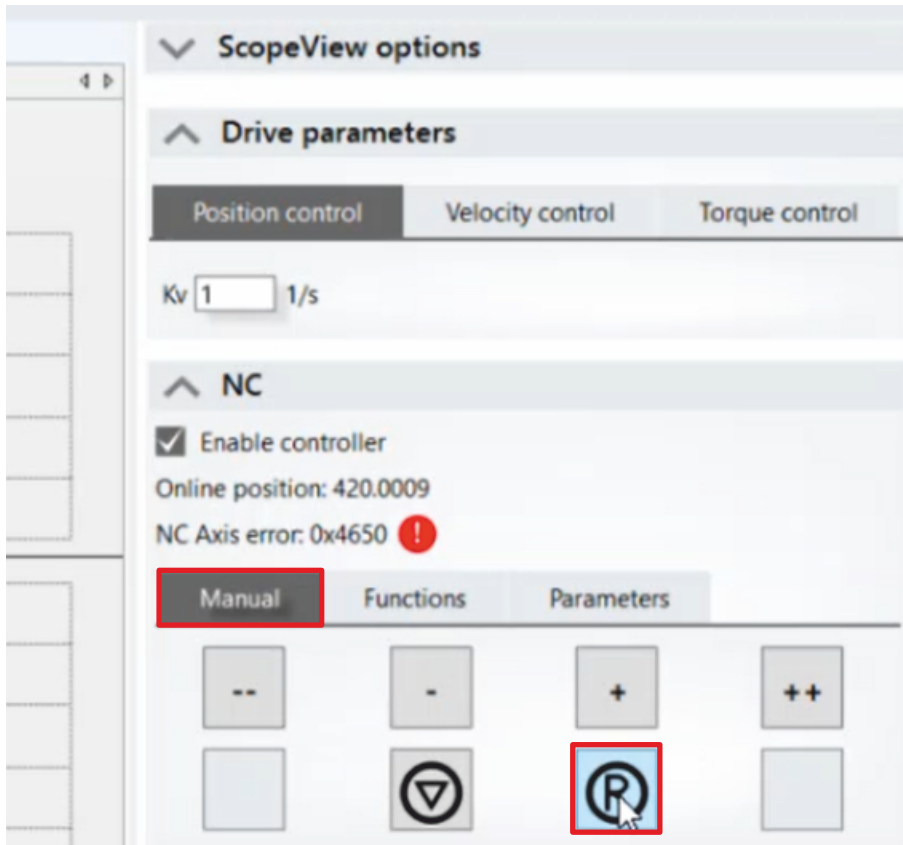 ScopeView options
Drive parameters
Position control Velocity control Torque control
Kv 1 1/s
NC
Enable controller
Online position: 420.0009
NC Axis error: 0x4650 !
Manual Functions Parameters
-- - + ++
R